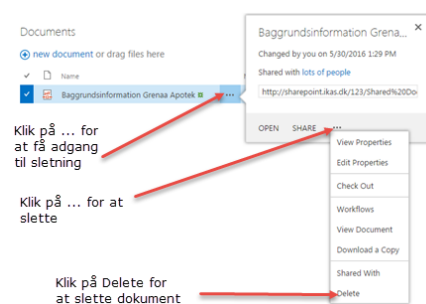 Documents
new document or drag files here
Name
Baggrundsinformation Grenaa Apotek
...
Baggrundsinformation Grena...
Changed by you on 5/30/2016 1:29 PM
Shared with lots of people
http://sharepoint.ikas.dk/123/Shared%20Do
OPEN SHARE ...
View Properties
Edit Properties
Check Out
Workflows
View Document
Download a Copy
Shared With
Delete
Klik på ... for
at få adgang
til sletning
Klik på ... for at
slette
Klik på Delete for
at slette dokument